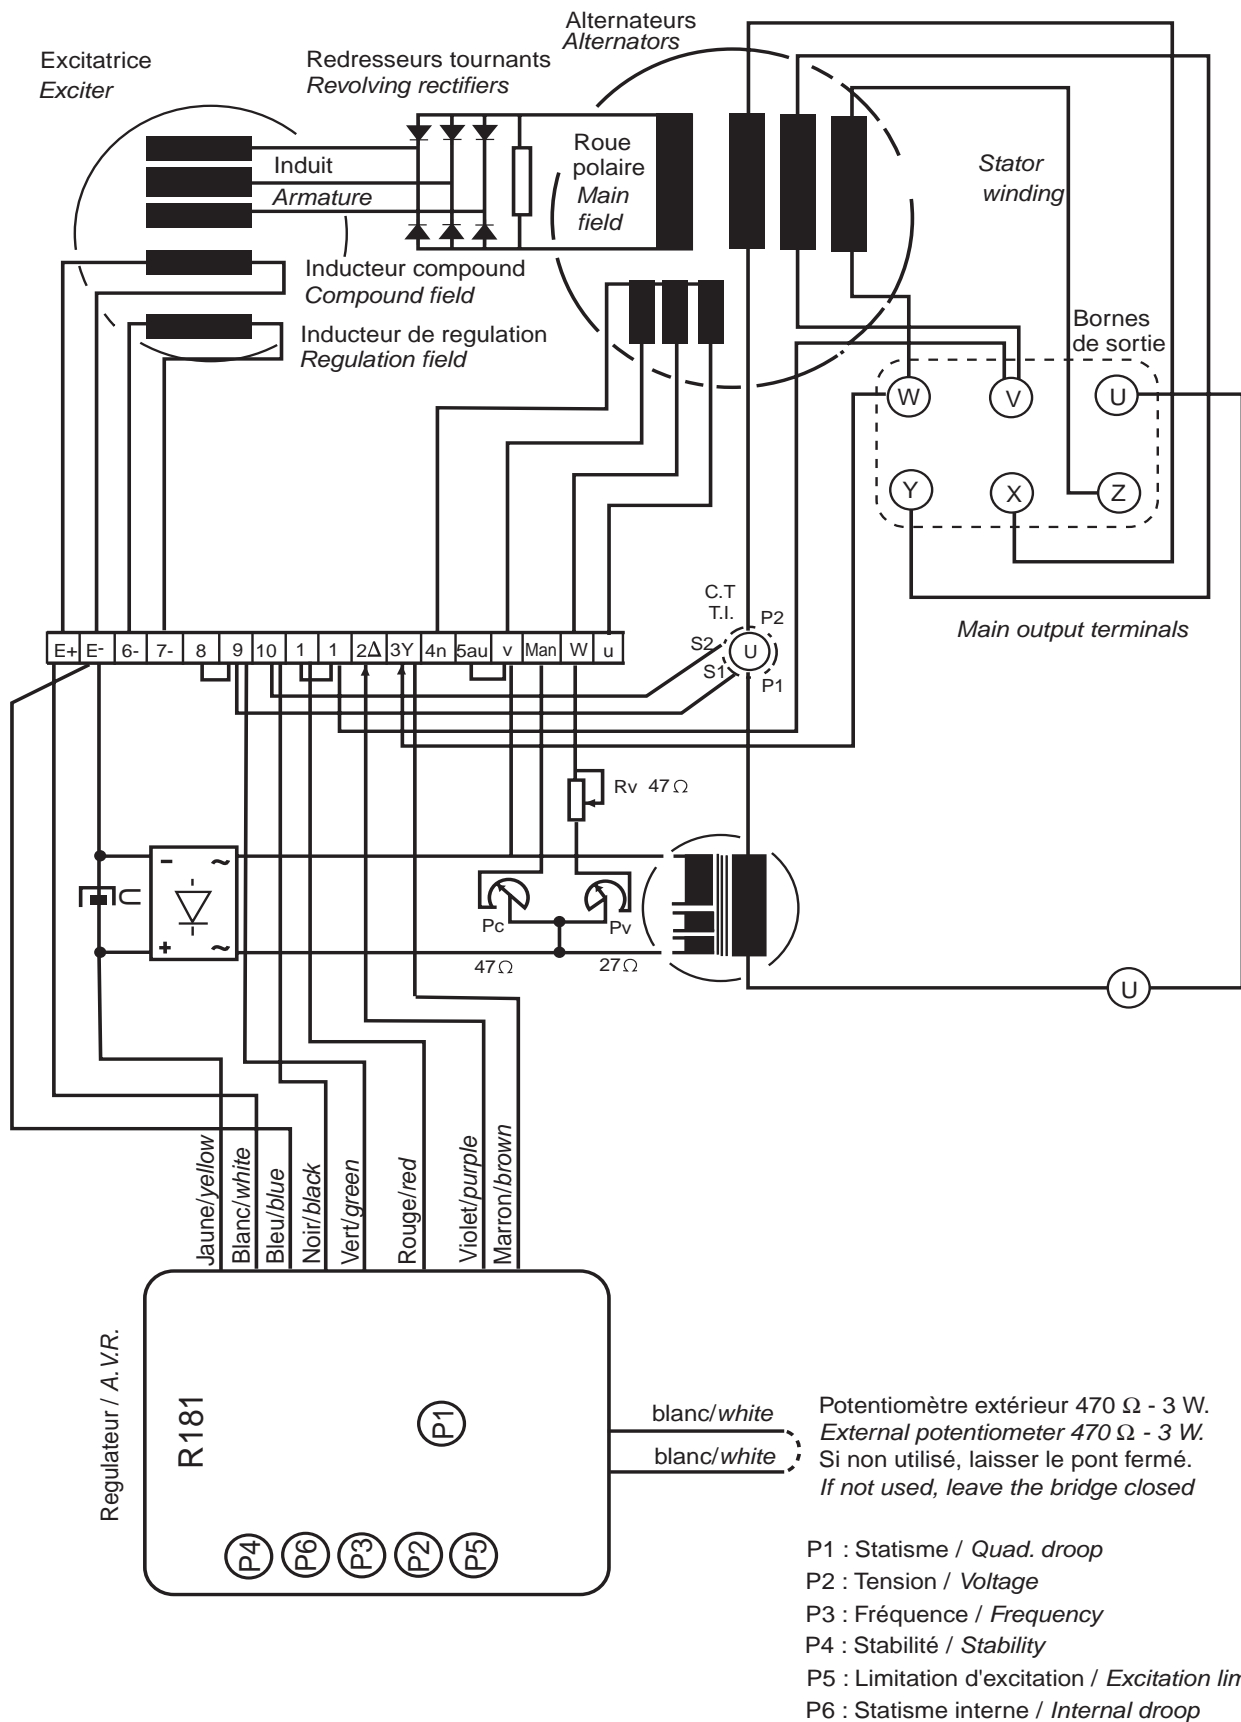 Alternateurs
Alternators
Excitatrice
Exciter
Redresseurs tournants
Revolving rectifiers
Induit
Armature
Roue
polaire
Main
field
Stator
winding
Inducteur compound
Compound field
Inducteur de regulation
Regulation field
Bornes
de sortie
W V U
Y X Z
Main output terminals
C.T
T.I.
P2
S2
U
S1
P1
E+ E- 6- 7- 8 9 10 1 1 2Δ 3Y 4n 5au v Man W u
Rv 47 Ω
- ~
+ ~
Pc
Pv
47Ω
27Ω
U
Jaune/yellow
Blanc/white
Bleu/blue
Noir/black
Vert/green
Rouge/red
Violet/purple
Marron/brown
Regulateur / A.V.R.
R181
P1
P4 P6 P3 P2 P5
blanc/white
blanc/white
Potentiomètre extérieur 470 Ω - 3 W.
External potentiometer 470 Ω - 3 W.
Si non utilisé, laisser le pont fermé.
If not used, leave the bridge closed
P1 : Statisme / Quad. droop
P2 : Tension / Voltage
P3 : Fréquence / Frequency
P4 : Stabilité / Stability
P5 : Limitation d'excitation / Excitation lim
P6 : Statisme interne / Internal droop